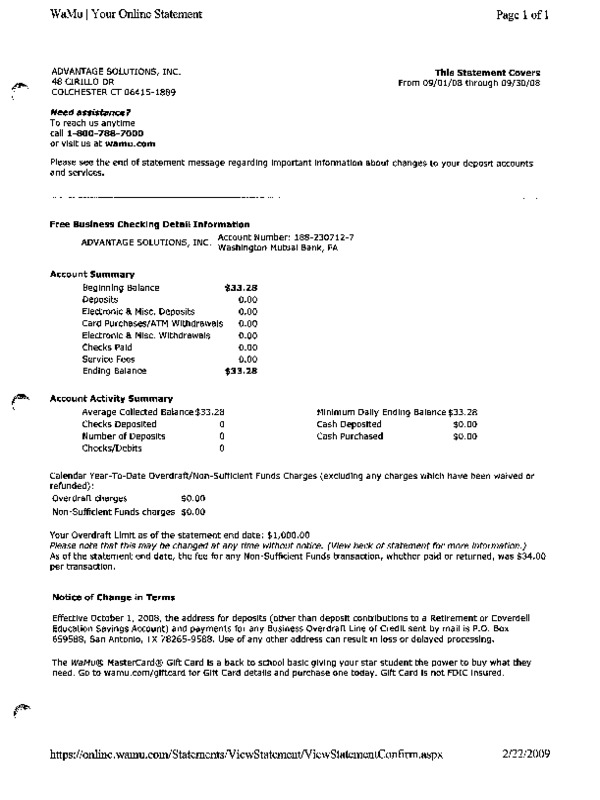 WaMu | Your Online Statement Page 1 of 1
ADVANTAGE SOLUTIONS, INC. This Statement Covers
48 CIRILLO DR From 09/01/08 through 09/30/08
COLCHESTER CT 06415-1889
Need assistance?
To reach us anytime
call 1-800-788-7000
or visit us at wamu.com
Please see the end of statement message regarding important information about changes to your deposit accounts
and services.
Free Business Checking Detail Information
ADVANTAGE SOLUTIONS, INC. Account Number: 188-230712-7
Washington Mutual Bank, FA
Account Summary
Beginning Balance $33.28
Deposits 0.00
Electronic & Misc. Deposits 0.00
Card Purchases/ATM Withdrawals 0.00
Electronic & Misc. Withdrawals 0.00
Checks Paid 0.00
Service Fees 0.00
Ending Balance $33.28
Account Activity Summary
Average Collected Balance $33.28 Minimum Daily Ending Balance $33.28
Checks Deposited 0 Cash Deposited $0.00
Number of Deposits 0 Cash Purchased $0.00
Checks/Debits 0
Calendar Year-To-Date Overdraft/Non-Sufficient Funds Charges (excluding any charges which have been waived or
refunded):
Overdraft charges $0.00
Non-Sufficient Funds charges $0.00
Your Overdraft Limit as of the statement end date: $1,000.00
Please note that this may be changed at any time without notice. (View back of statement for more information.)
As of the statement end date, the fee for any Non-Sufficient Funds transaction, whether paid or returned, was $34.00
per transaction.
Notice of Change in Terms
Effective October 1, 2008, the address for deposits (other than deposit contributions to a Retirement or Coverdell
Education Savings Account) and payments for any Business Overdraft Line of Credit sent by mail is P.O. Box
659588, San Antonio, TX 78265-9588. Use of any other address can result in loss or delayed processing.
The WaMu® MasterCard® Gift Card is a back to school basic giving your star student the power to buy what they
need. Go to wamu.com/giftcard for Gift Card details and purchase one today. Gift Card is not FDIC insured.
https://online.wamu.com/Statements/ViewStatement/ViewStatementConfirm.aspx 2/22/2009